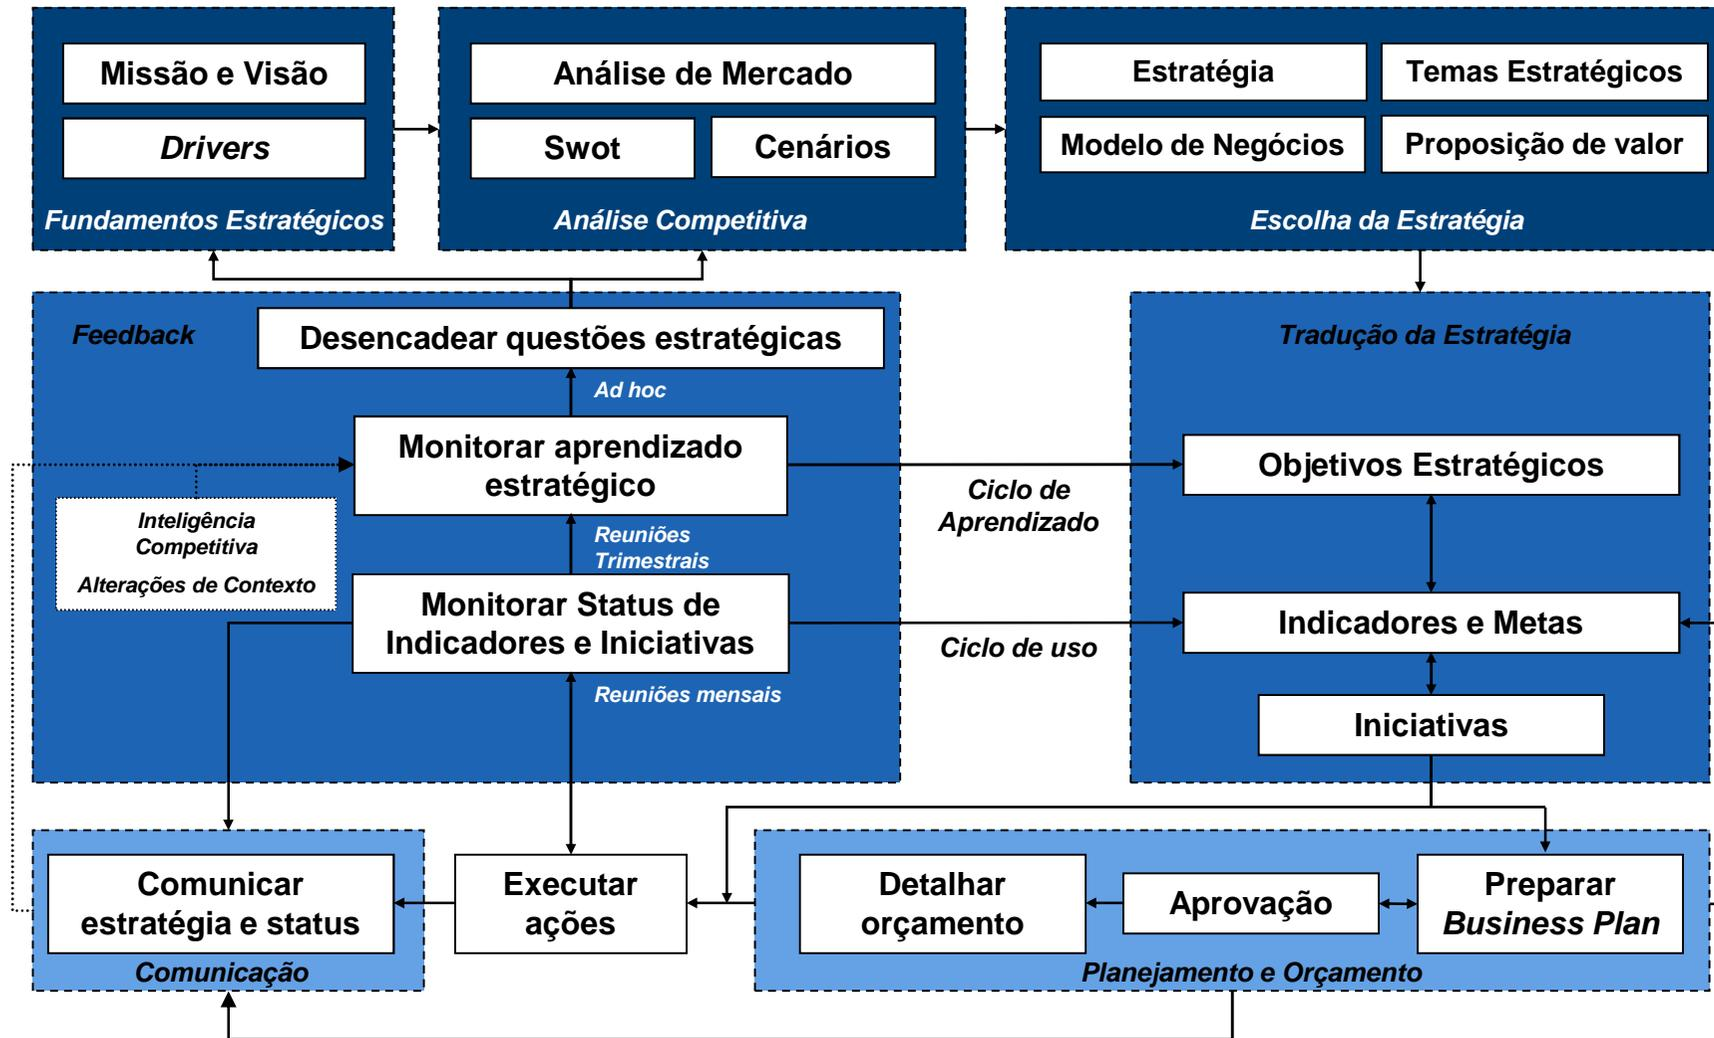 Missão e Visão
Drivers
Fundamentos Estratégicos
Análise de Mercado
Swot
Cenários
Análise Competitiva
Estratégia
Temas Estratégicos
Modelo de Negócios
Proposição de valor
Escolha da Estratégia
Feedback
Desencadear questões estratégicas
Ad hoc
Monitorar aprendizado
estratégico
Inteligência
Competitiva
Alterações de Contexto
Reuniões
Trimestrais
Monitorar Status de
Indicadores e Iniciativas
Reuniões mensais
Ciclo de
Aprendizado
Ciclo de uso
Tradução da Estratégia
Objetivos Estratégicos
Indicadores e Metas
Iniciativas
Comunicar
estratégia e status
Comunicação
Executar
ações
Detalhar
orçamento
Aprovação
Preparar
Business Plan
Planejamento e Orçamento